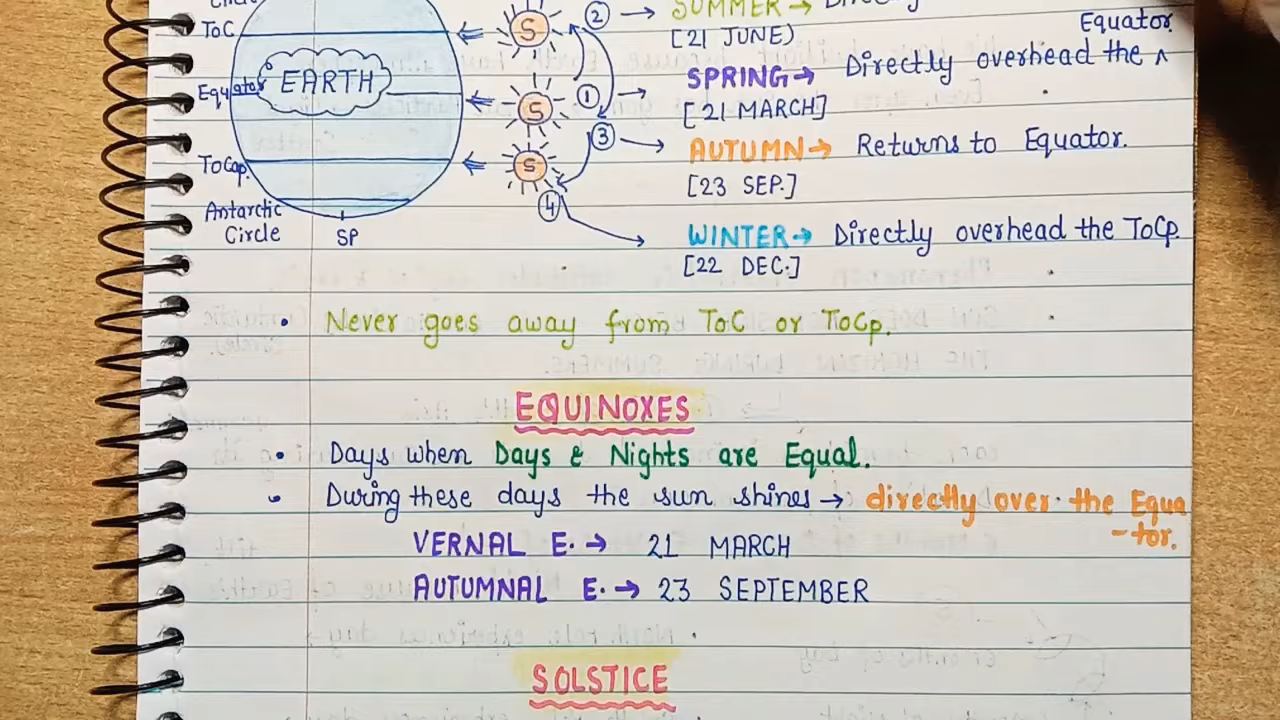 ToC
② → SUMMER →
[21 JUNE)
Equator.
EARTH
Equator
S
S
S
① → SPRING → Directly overhead the ^
[21 MARCH]
③ → AUTUMN → Returns to Equator.
[23 SEP.]
ToCap.
Antarctic
Circle
SP
④ → WINTER → Directly overhead the ToCp
[22 DEC.]
• Never goes away from ToC or ToCp.
EQUINOXES
• Days when Days & Nights are Equal.
• During these days the sun shines → directly over the Equa
-tor.
VERNAL E. → 21 MARCH
AUTUMNAL E. → 23 SEPTEMBER
SOLSTICE